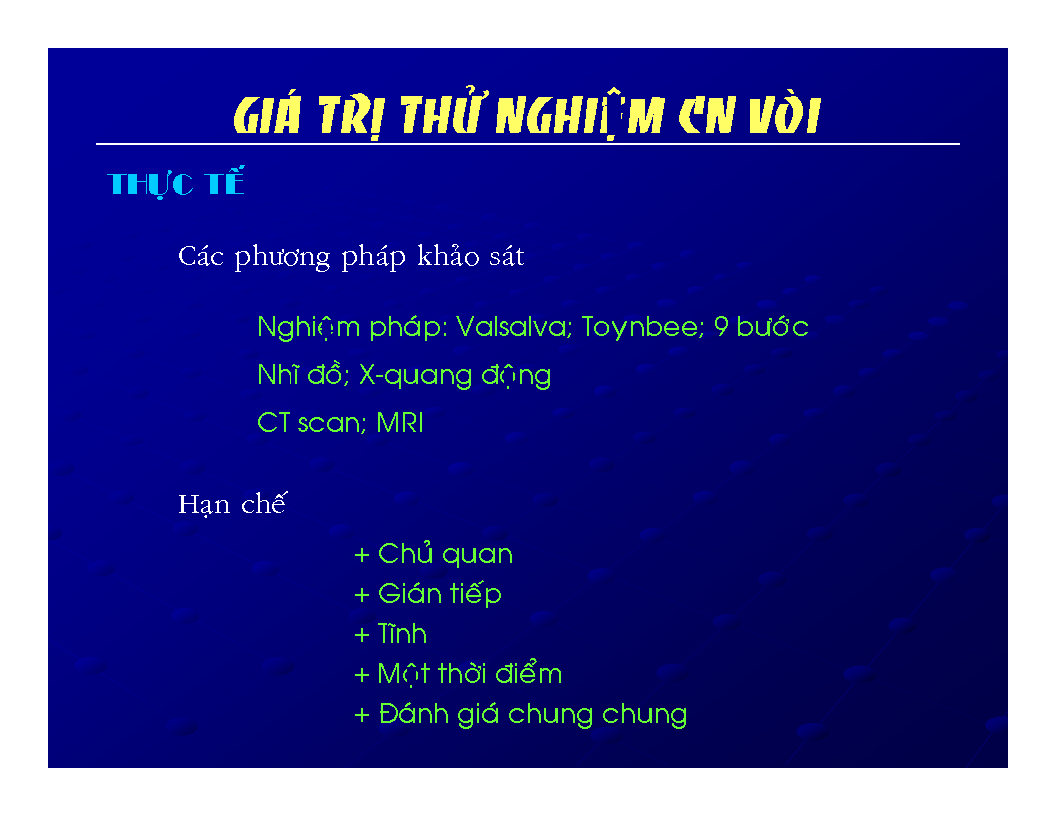 GIÁ TRỊ THỬ NGHIỆM CN VÒI
THỰC TẾ
Các phương pháp khảo sát
Nghiệm pháp: Valsalva; Toynbee; 9 bước
Nhĩ đồ; X-quang động
CT scan; MRI
Hạn chế
+ Chủ quan
+ Gián tiếp
+ Tĩnh
+ Một thời điểm
+ Đánh giá chung chung